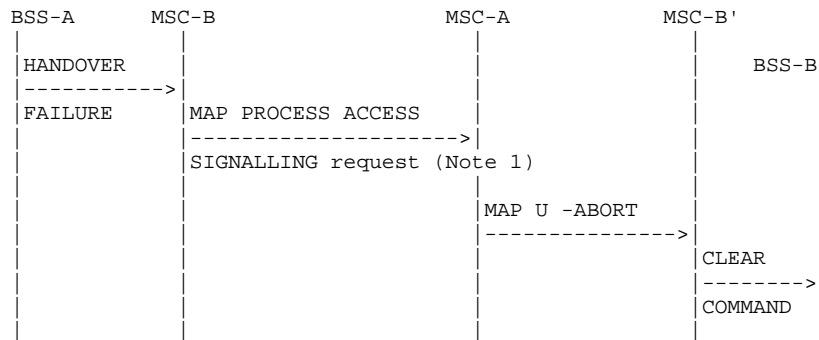 BSS-A MSC-B MSC-A MSC-B'
HANDOVER BSS-B
FAILURE MAP PROCESS ACCESS
SIGNALLING request (Note 1)
MAP U -ABORT
CLEAR
COMMAND